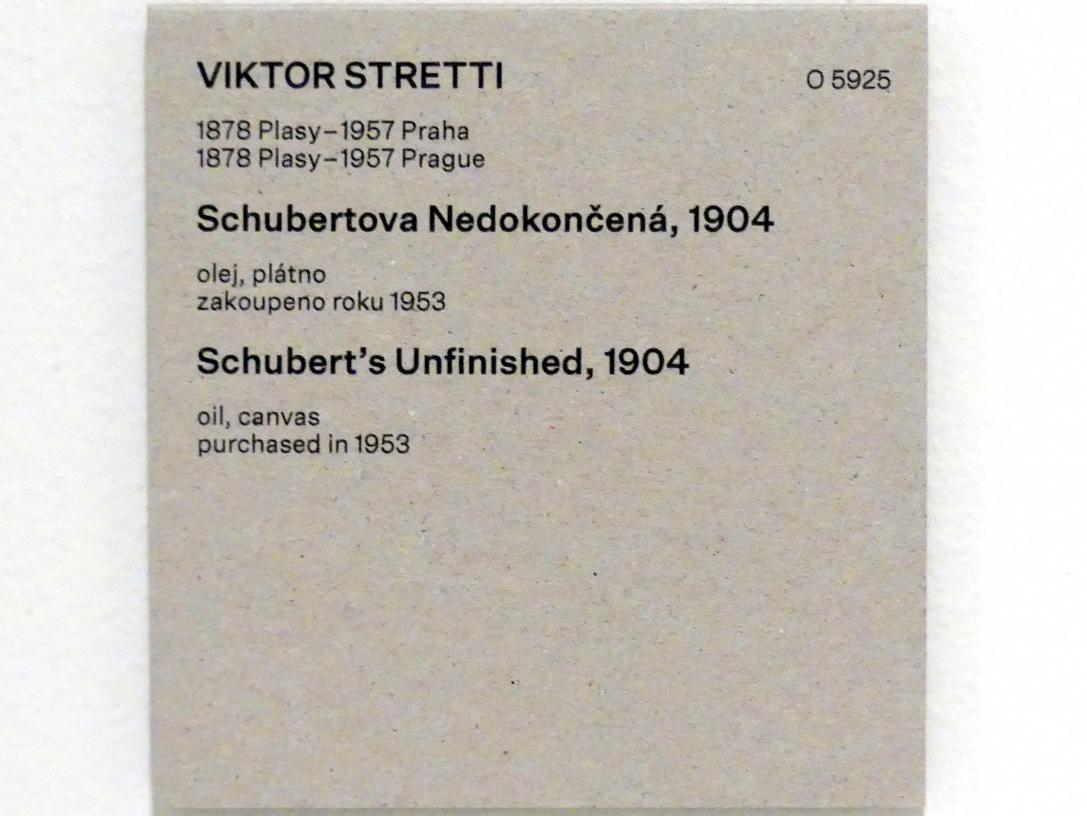 VIKTOR STRETTI O 5925
1878 Plasy–1957 Praha
1878 Plasy–1957 Prague
Schubertova Nedokončená, 1904
olej, plátno
zakoupeno roku 1953
Schubert’s Unfinished, 1904
oil, canvas
purchased in 1953